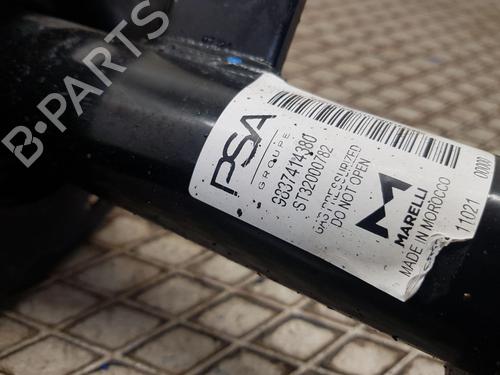 B-PARTS
PSA
GROUPE
9837414380
ST32000782
GAS PRESSURIZED
DO NOT OPEN
MARELLI
MADE IN MOROCCO
11021